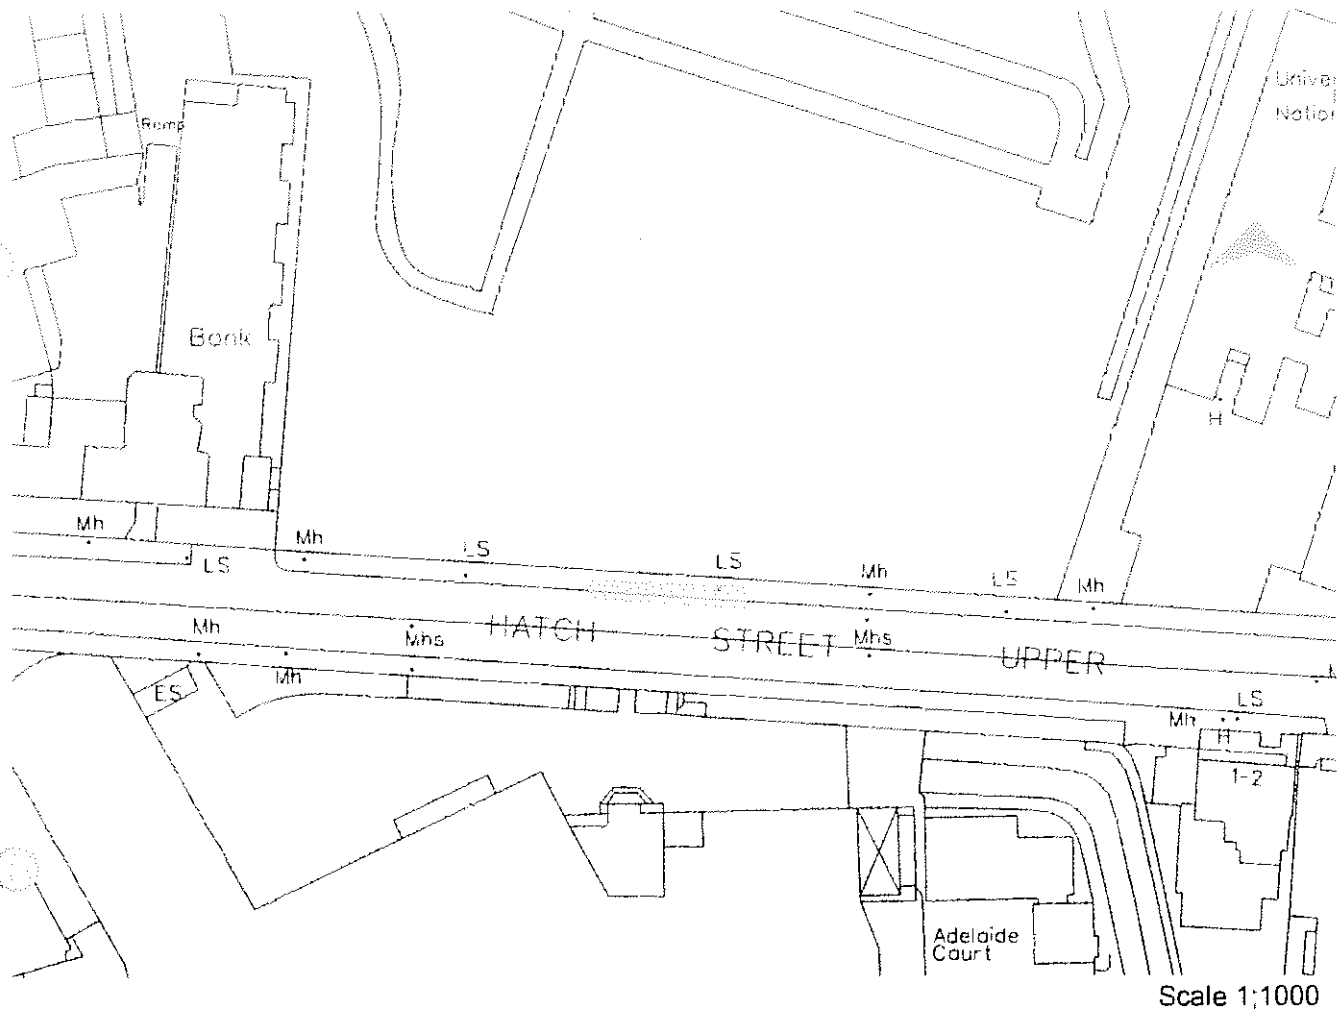 Univer
Nation
Ramp
Bank
H
Mh
LS
Mh
LS
LS
Mh
LS
Mh
HATCH STREET UPPER
Mh
Mhs
Mhs
Mh
ES
LS
Mh
H
1-2
Adelaide
Court
Scale 1:1000